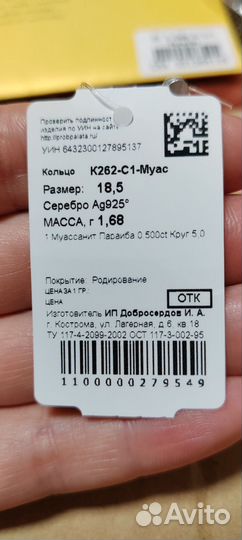 Проверить подлинност
изделия по УИН на сайте
http://probpalata.ru/
УИН 6432300127895137
Кольцо К262-С1-Муас
Размер: 18,5
Серебро Ag925°
МАССА, г 1,68
1 Муассанит Параиба 0.500ct Круг 5,0
Покрытие: Родирование
ЦЕНА ЗА 1 ГР.:
ЦЕНА
ОТК
Изготовитель ИП Добросердов И. А.
г. Кострома, ул. Лагерная, д.6, кв.18
ТУ 117-4-2099-2002 ОСТ 117-3-002-95
1100000279549
Avito